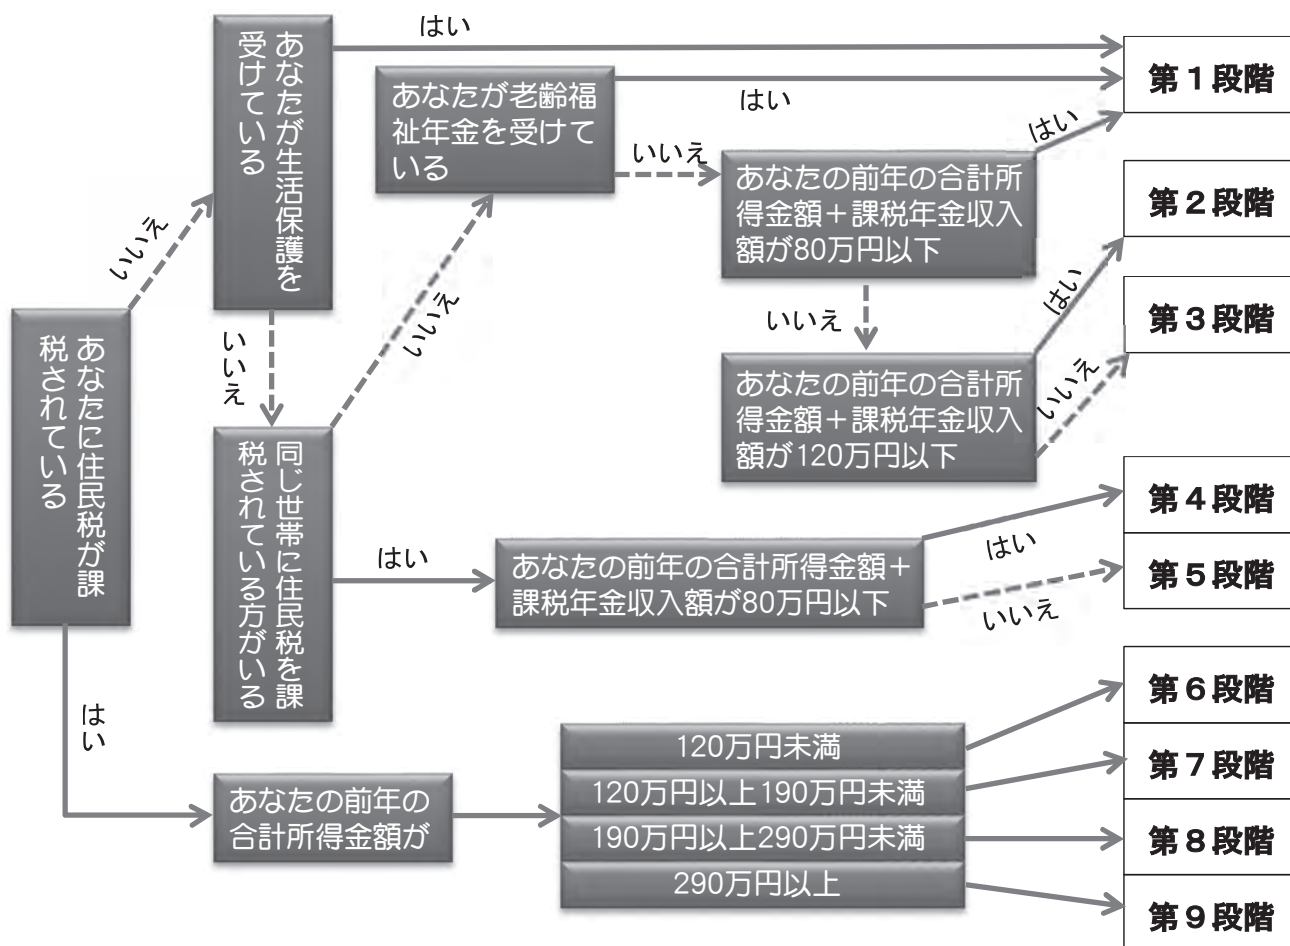 あなたに住民税が課
税されている
いいえ
はい
あなたが生活保護を
受けている
はい
いいえ
同じ世帯に住民税を課
税されている方がいる
いいえ
はい
あなたが老齢福
祉年金を受けて
いる
はい
いいえ
あなたの前年の合計所
得金額＋課税年金収入
額が80万円以下
はい
いいえ
あなたの前年の合計所
得金額＋課税年金収入
額が120万円以下
はい
いいえ
あなたの前年の合計所得金額＋
課税年金収入額が80万円以下
はい
いいえ
あなたの前年の
合計所得金額が
120万円未満
120万円以上190万円未満
190万円以上290万円未満
290万円以上
第１段階
第２段階
第３段階
第４段階
第５段階
第６段階
第７段階
第８段階
第９段階